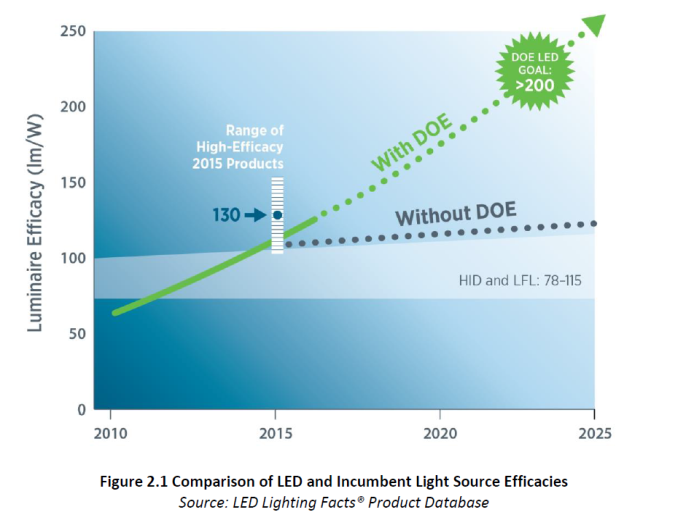 250
200
150
100
50
0
Luminaire Efficacy (lm/W)
DOE LED
GOAL:
>200
With DOE
Range of
High-Efficacy
2015 Products
130
Without DOE
HID and LFL: 78–115
2010
2015
2020
2025
Figure 2.1 Comparison of LED and Incumbent Light Source Efficacies
Source: LED Lighting Facts® Product Database